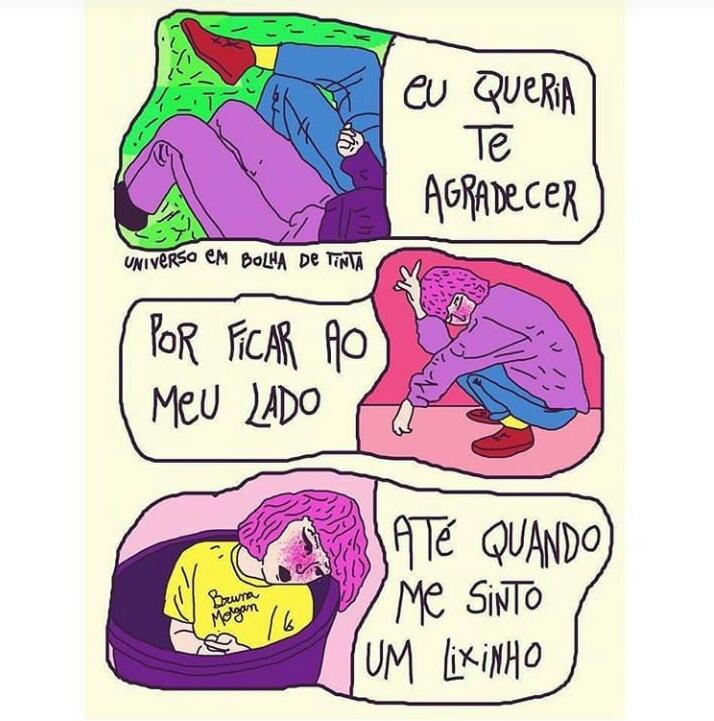 EU QUERIA
TE
AGRADECER
UNIVERSO EM BOLHA DE TINTA
POR FICAR AO
MEU LADO
Bruna
Morgan
ATÉ QUANDO
ME SINTO
UM LIXINHO